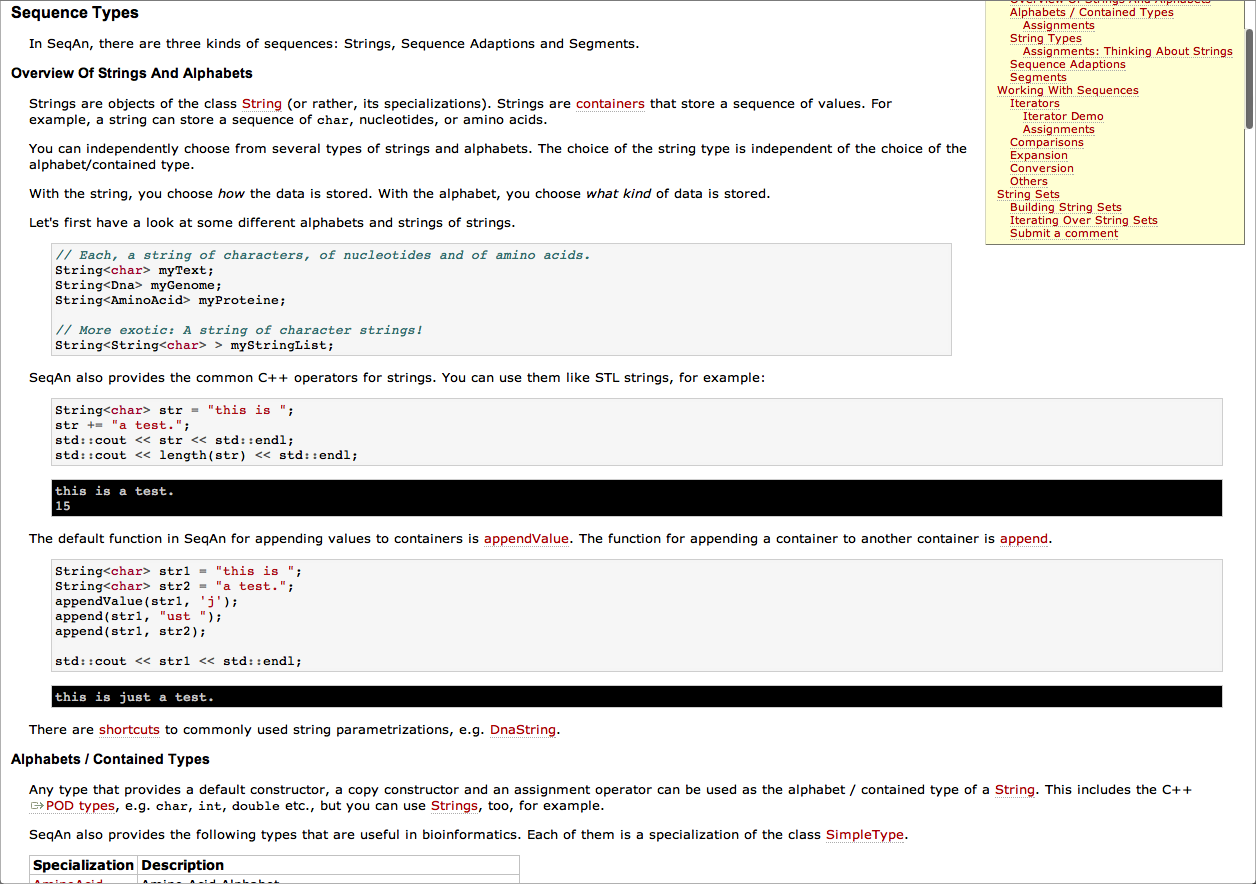 Sequence Types
In SeqAn, there are three kinds of sequences: Strings, Sequence Adaptions and Segments.
Overview Of Strings And Alphabets
Strings are objects of the class String (or rather, its specializations). Strings are containers that store a sequence of values. For
example, a string can store a sequence of char, nucleotides, or amino acids.
You can independently choose from several types of strings and alphabets. The choice of the string type is independent of the choice of the
alphabet/contained type.
With the string, you choose how the data is stored. With the alphabet, you choose what kind of data is stored.
Let's first have a look at some different alphabets and strings of strings.
// Each, a string of characters, of nucleotides and of amino acids.
String<char> myText;
String<Dna> myGenome;
String<AminoAcid> myProteine;
// More exotic: A string of character strings!
String<String<char> > myStringList;
SeqAn also provides the common C++ operators for strings. You can use them like STL strings, for example:
String<char> str = "this is ";
str += "a test.";
std::cout << str << std::endl;
std::cout << length(str) << std::endl;
this is a test.
15
The default function in SeqAn for appending values to containers is appendValue. The function for appending a container to another container is append.
String<char> str1 = "this is ";
String<char> str2 = "a test.";
appendValue(str1, 'j');
append(str1, "ust ");
append(str1, str2);
std::cout << str1 << std::endl;
this is just a test.
There are shortcuts to commonly used string parametrizations, e.g. DnaString.
Alphabets / Contained Types
Any type that provides a default constructor, a copy constructor and an assignment operator can be used as the alphabet / contained type of a String. This includes the C++
POD types, e.g. char, int, double etc., but you can use Strings, too, for example.
SeqAn also provides the following types that are useful in bioinformatics. Each of them is a specialization of the class SimpleType.
Specialization Description
AminoAcid Amino Acid Alphabet
Overview Of Strings And Alphabets
Alphabets / Contained Types
Assignments
String Types
Assignments: Thinking About Strings
Sequence Adaptions
Segments
Working With Sequences
Iterators
Iterator Demo
Assignments
Comparisons
Expansion
Conversion
Others
String Sets
Building String Sets
Iterating Over String Sets
Submit a comment